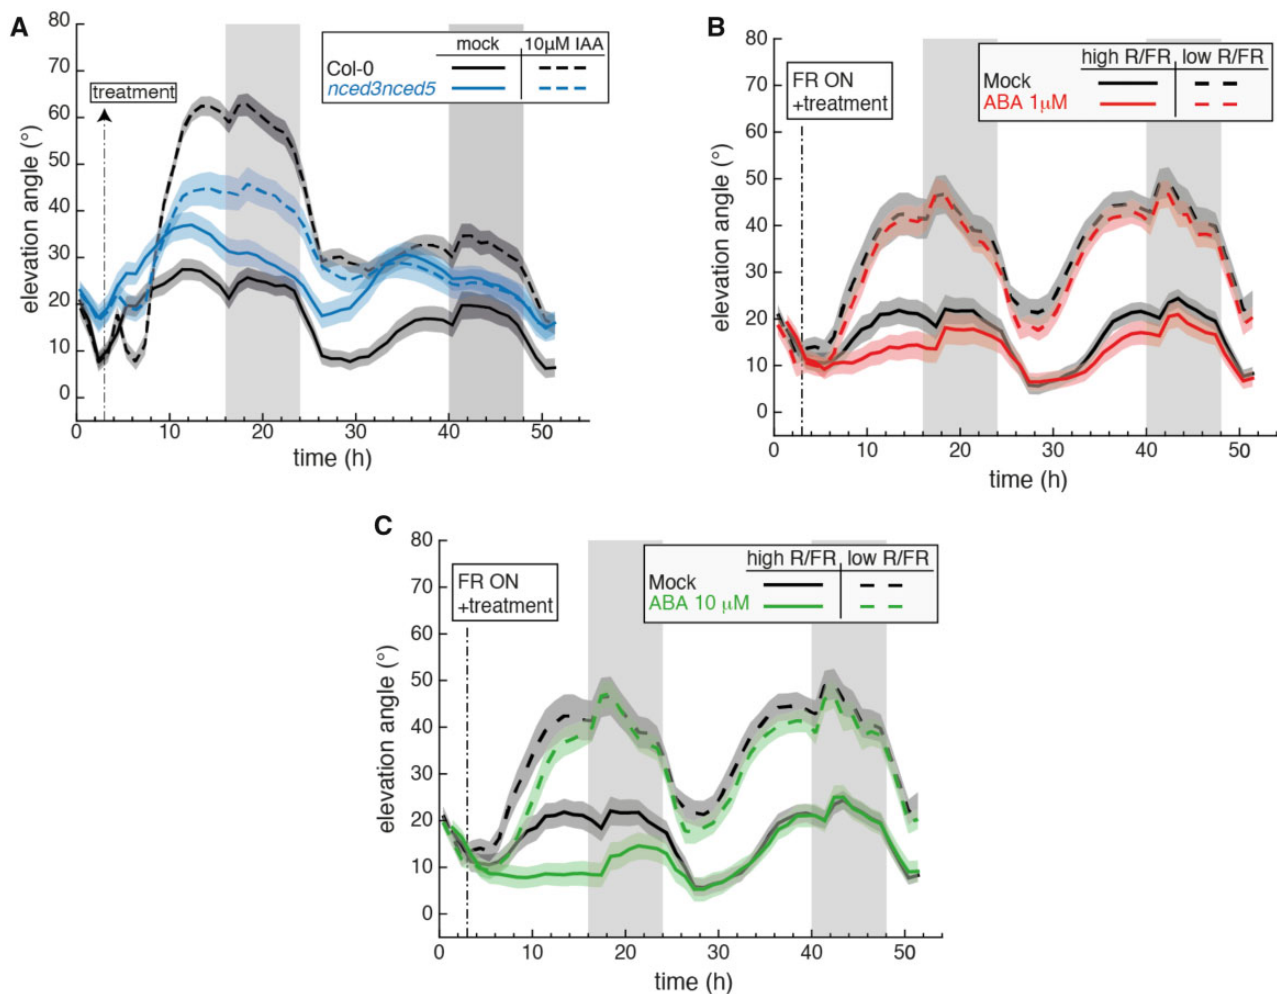 A
80
70
60
50
40
30
20
10
0
elevation angle (°)
treatment
mock 10μM IAA
Col-0
nced3nced5
0 10 20 30 40 50
time (h)
B
80
70
60
50
40
30
20
10
0
elevation angle (°)
FR ON
+treatment
high R/FR low R/FR
Mock
ABA 1μM
0 10 20 30 40 50
time (h)
C
80
70
60
50
40
30
20
10
0
elevation angle (°)
FR ON
+treatment
high R/FR low R/FR
Mock
ABA 10 μM
0 10 20 30 40 50
time (h)